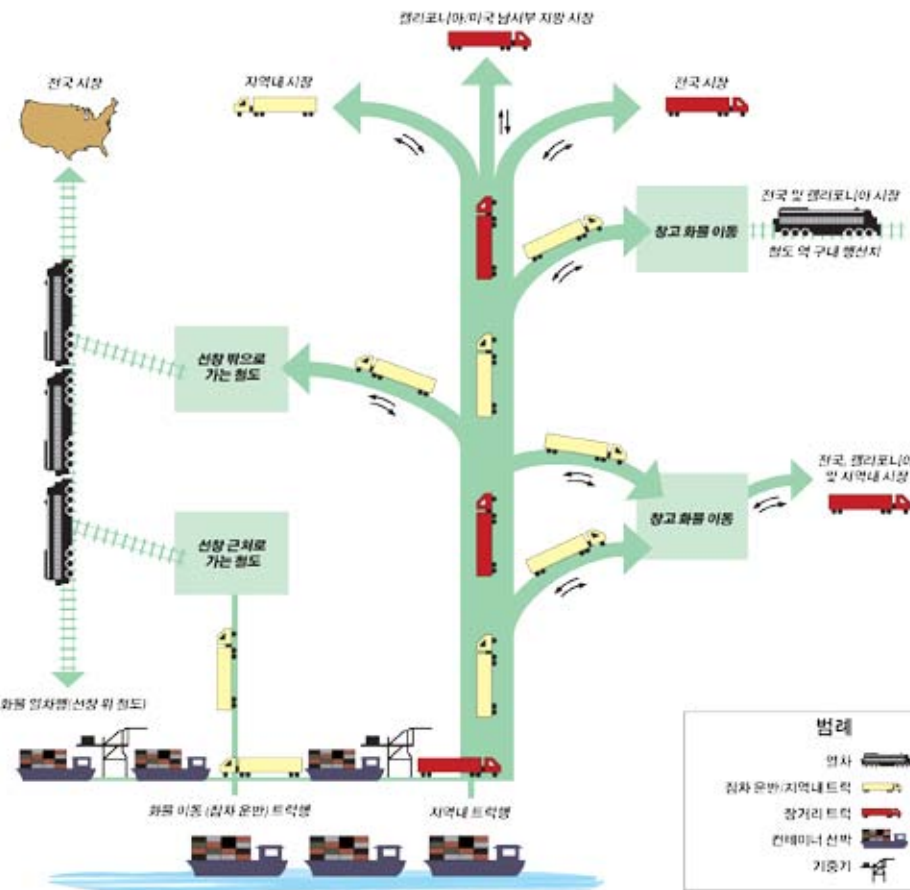 캘리포니아/미국 남서부 지방 시장
전국 시장
지역내 시장
전국 시장
전국 및 캘리포니아 시장
창고 화물 이동
철도 역 구내 행선지
선창 밖으로
가는 철도
전국, 캘리포니아
및 지역내 시장
창고 화물 이동
선창 근처로
가는 철도
화물 열차행(선창 위 철도)
범례
열차
짐차 운반/지역내 트럭
장거리 트럭
컨테이너 선박
기중기
화물 이동 (짐차 운반) 트럭행
지역내 트럭행